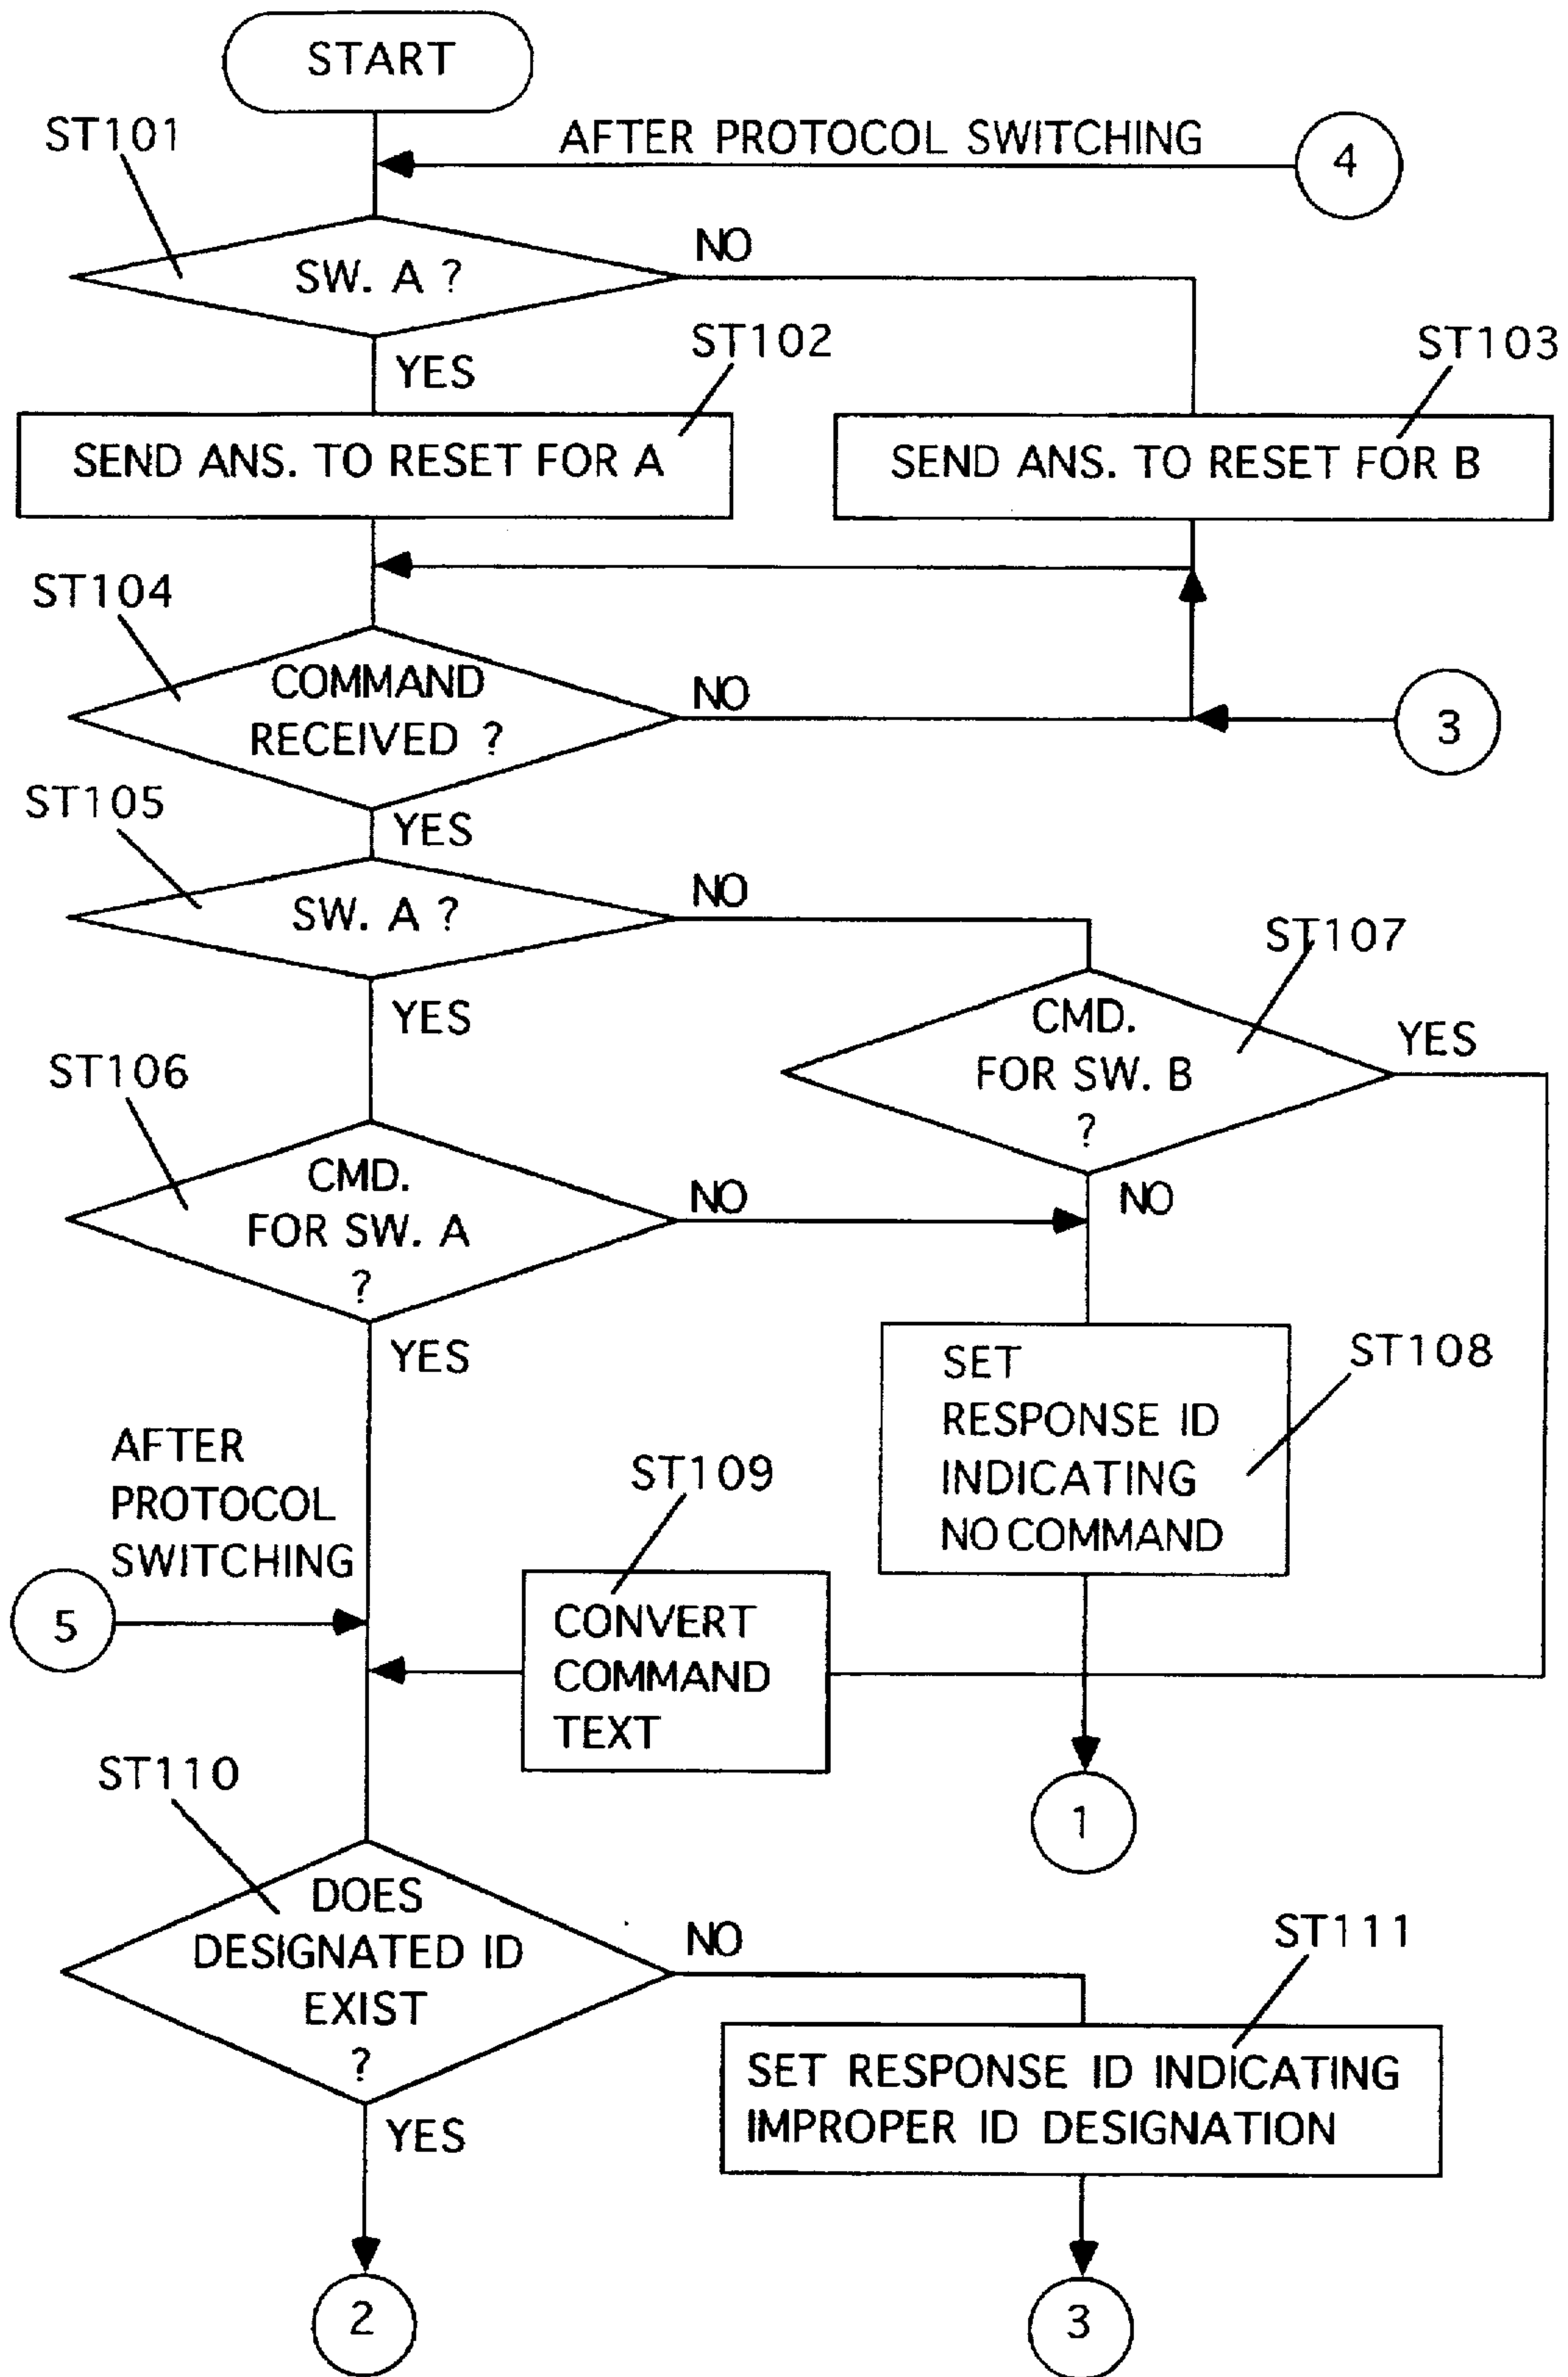 START
ST101
AFTER PROTOCOL SWITCHING
4
SW. A ?
NO
YES
ST102
ST103
SEND ANS. TO RESET FOR A
SEND ANS. TO RESET FOR B
ST104
COMMAND
RECEIVED ?
NO
3
YES
ST105
SW. A ?
NO
YES
ST107
CMD.
FOR SW. B
?
YES
NO
ST106
CMD.
FOR SW. A
?
NO
YES
SET
RESPONSE ID
INDICATING
NO COMMAND
ST108
AFTER
PROTOCOL
SWITCHING
5
ST109
CONVERT
COMMAND
TEXT
1
ST110
DOES
DESIGNATED ID
EXIST
?
NO
YES
ST111
SET RESPONSE ID INDICATING
IMPROPER ID DESIGNATION
2
3